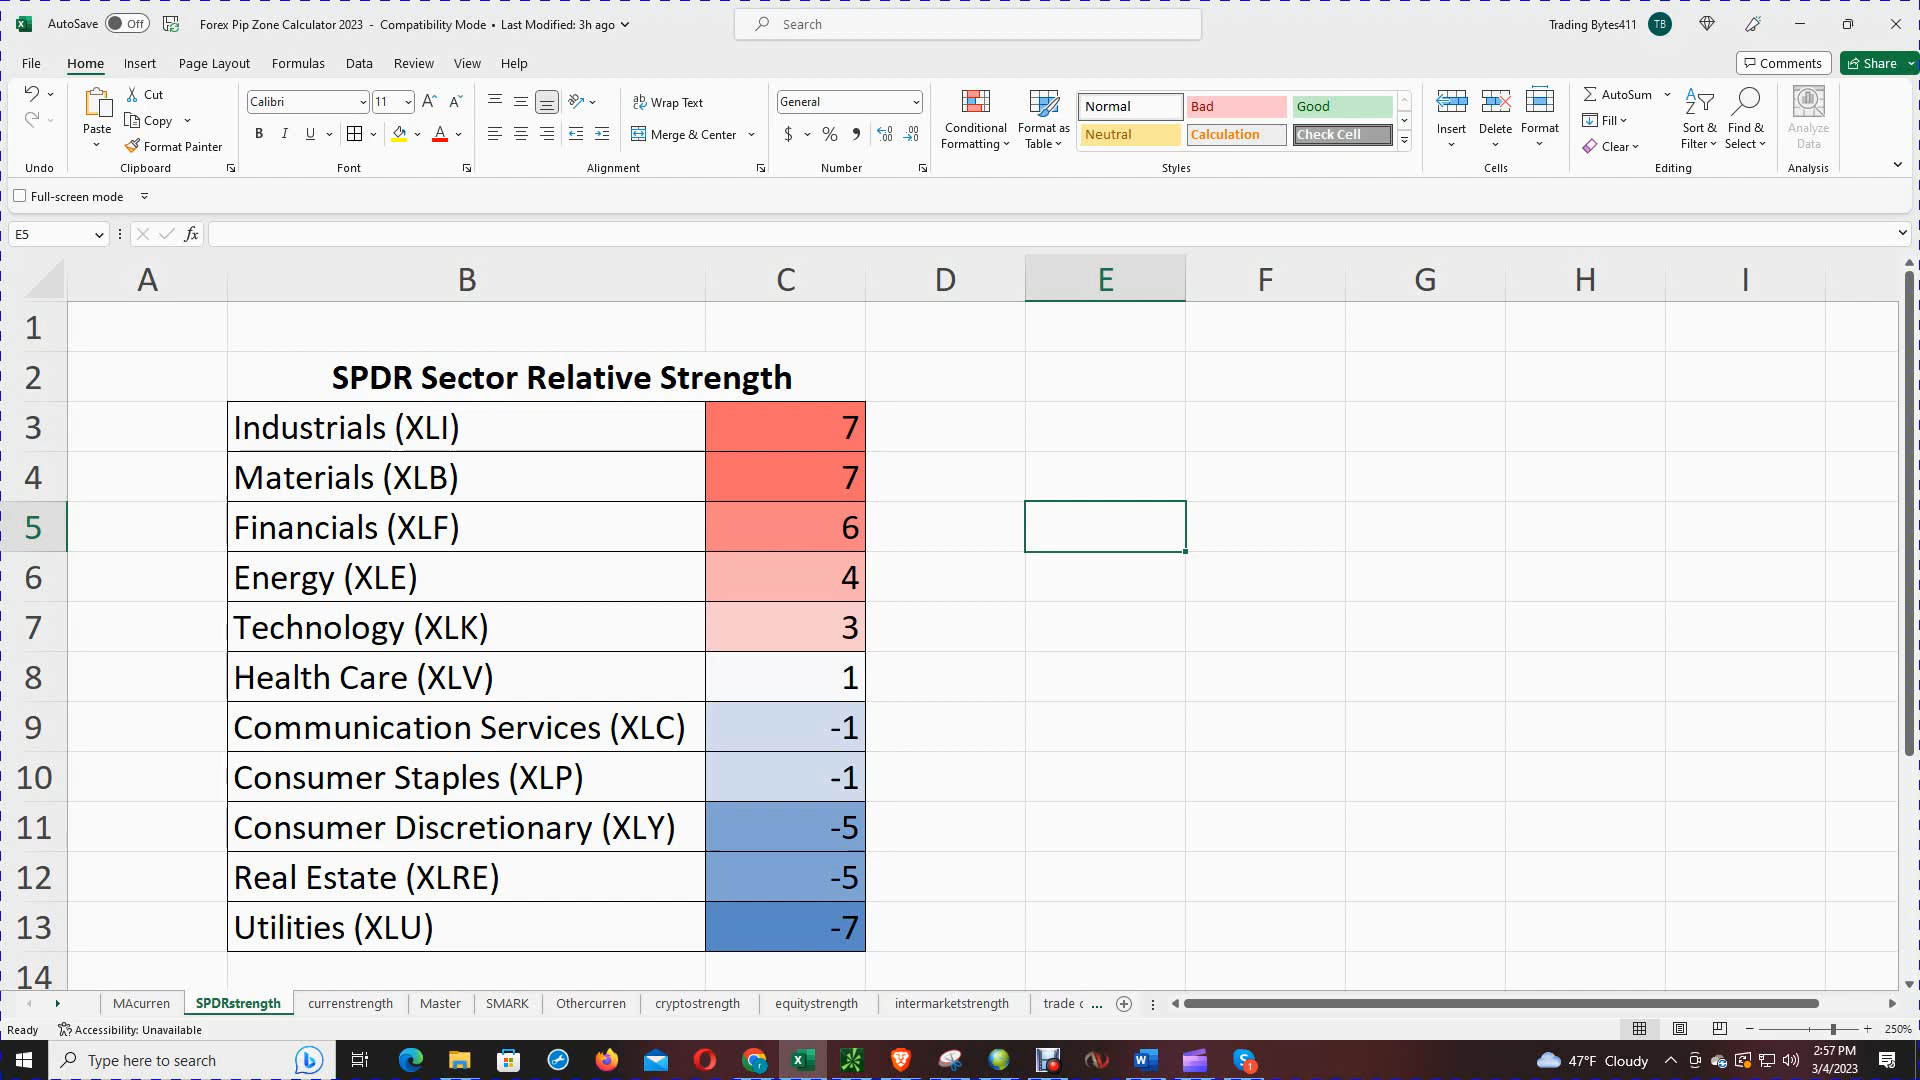 AutoSave Off Forex Pip Zone Calculator 2023 - Compatibility Mode • Last Modified: 3h ago Search Trading Bytes411 TB
File Home Insert Page Layout Formulas Data Review View Help Comments Share
Cut
Copy
Format Painter
Paste
Calibri 11
B I U
Wrap Text
Merge & Center
General
$ % ,
Conditional Formatting
Format as Table
Normal Bad Good
Neutral Calculation Check Cell
Insert Delete Format
AutoSum
Fill
Clear
Sort & Filter
Find & Select
Analyze Data
Undo Clipboard Font Alignment Number Styles Cells Editing Analysis
Full-screen mode
E5 fx
A B C D E F G H I
1
2 SPDR Sector Relative Strength
3 Industrials (XLI) 7
4 Materials (XLB) 7
5 Financials (XLF) 6
6 Energy (XLE) 4
7 Technology (XLK) 3
8 Health Care (XLV) 1
9 Communication Services (XLC) -1
10 Consumer Staples (XLP) -1
11 Consumer Discretionary (XLY) -5
12 Real Estate (XLRE) -5
13 Utilities (XLU) -7
14
MAcurren SPDRstrength currenstrength Master SMARK Othercurren cryptostrength equitystrength intermarketstrength trade c ...
Ready Accessibility: Unavailable 250%
Type here to search 47°F Cloudy 2:57 PM
3/4/2023